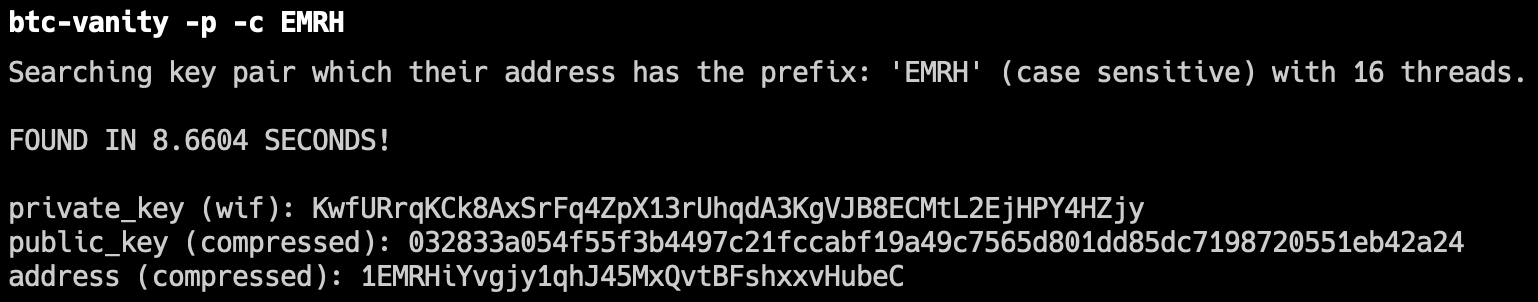 btc-vanity -p -c EMRH
Searching key pair which their address has the prefix: 'EMRH' (case sensitive) with 16 threads.
FOUND IN 8.6604 SECONDS!
private_key (wif): KwfURrqKCk8AxSrFq4ZpX13rUhqdA3KgVJB8ECMtL2EjHPY4HZjy
public_key (compressed): 032833a054f55f3b4497c21fccabf19a49c7565d801dd85dc7198720551eb42a24
address (compressed): 1EMRHiYvgjy1qhJ45MxQvtBFshxxvHubeC